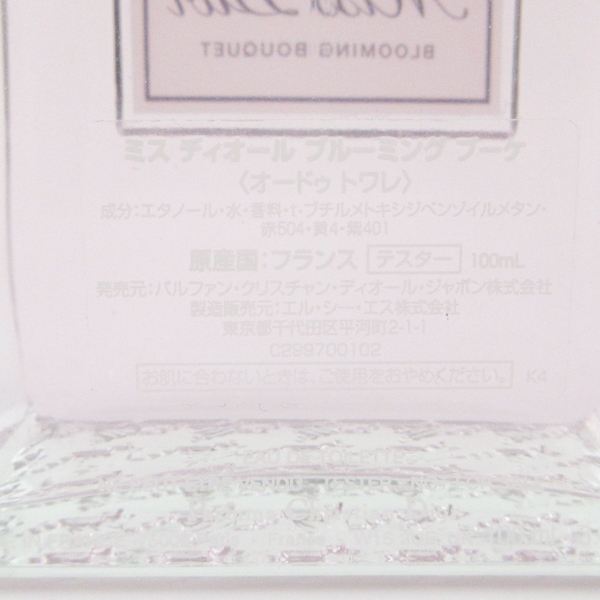 Miss Dior
BLOOMING BOUQUET
ミス ディオール ブルーミング ブーケ
〈オードゥ トワレ〉
成分：エタノール・水・香料・t-ブチルメトキシジベンゾイルメタン・
赤504・黄4・紫401
原産国：フランス テスター 100mL
発売元：パルファン・クリスチャン・ディオール・ジャポン株式会社
製造販売元：エル・シー・エス株式会社
東京都千代田区平河町2-1-1
C289700102
お肌に合わないときは、ご使用をおやめください。 K4
EAU DE TOILETTE
TESTER